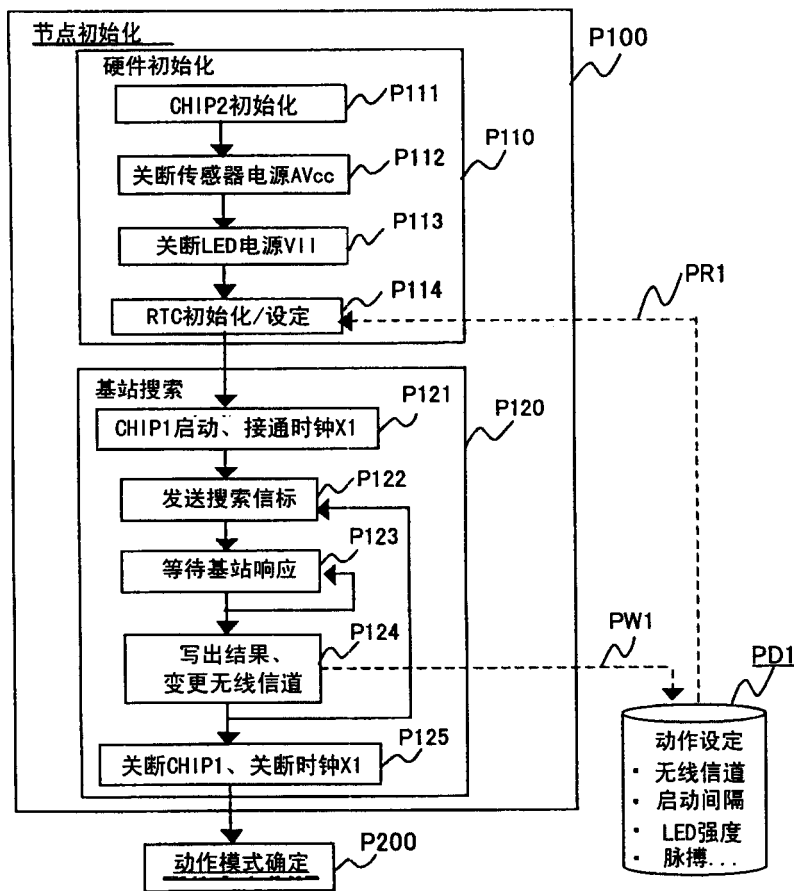 节点初始化
P100
硬件初始化
P110
CHIP2初始化
P111
关断传感器电源AVcc
P112
关断LED电源Vll
P113
RTC初始化/设定
P114
PR1
基站搜索
P120
CHIP1启动、接通时钟X1
P121
发送搜索信标
P122
等待基站响应
P123
写出结果、
变更无线信道
P124
PW1
关断CHIP1、关断时钟X1
P125
PD1
动作设定
· 无线信道
· 启动间隔
· LED强度
· 脉搏...
动作模式确定
P200